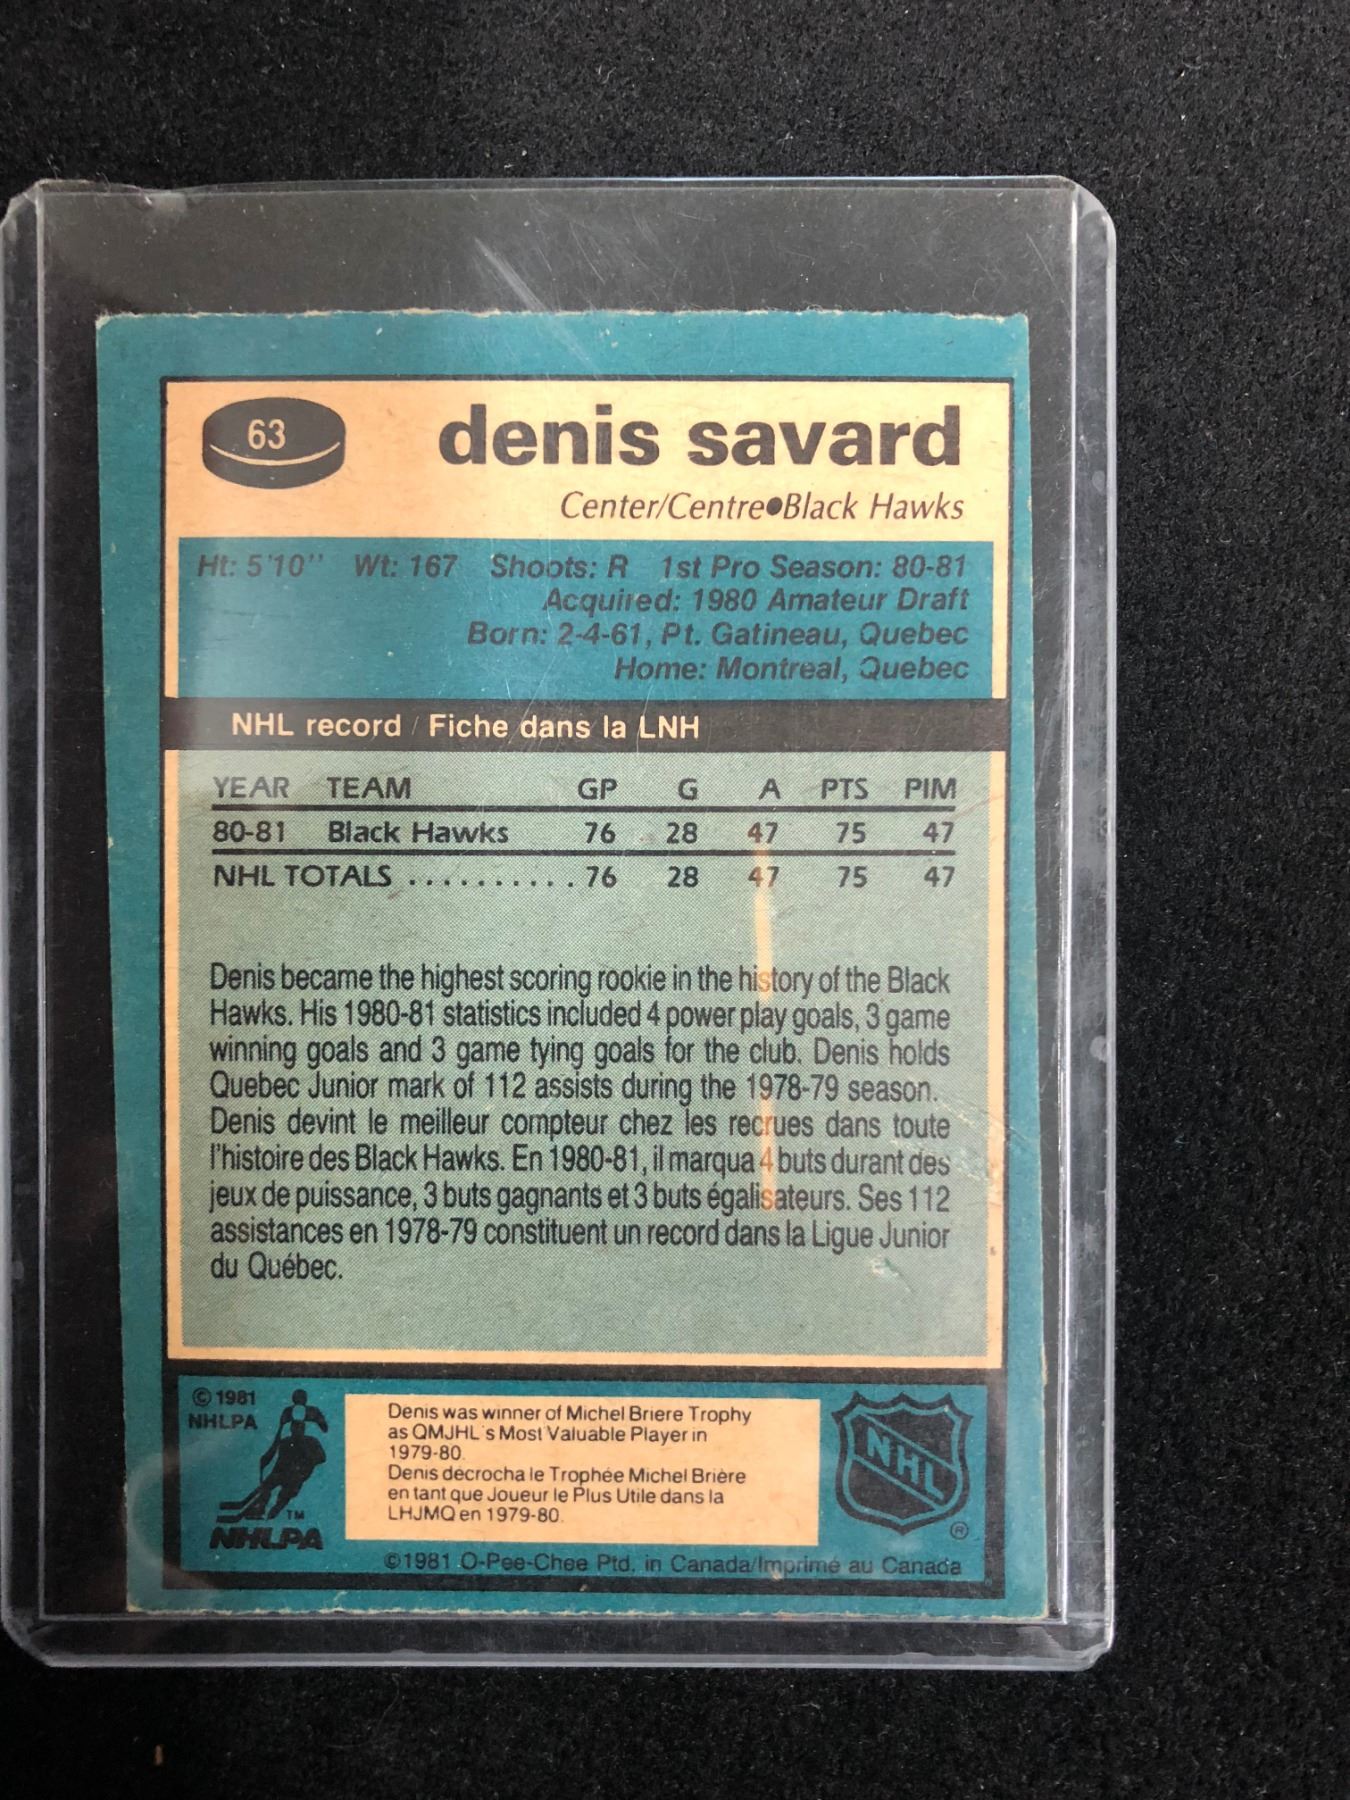 63
denis savard
Center/Centre●Black Hawks
Ht: 5'10'' Wt: 167 Shoots: R 1st Pro Season: 80-81
Acquired: 1980 Amateur Draft
Born: 2-4-61, Pt. Gatineau, Quebec
Home: Montreal, Quebec
NHL record / Fiche dans la LNH
YEAR TEAM GP G A PTS PIM
80-81 Black Hawks 76 28 47 75 47
NHL TOTALS .......... 76 28 47 75 47
Denis became the highest scoring rookie in the history of the Black
Hawks. His 1980-81 statistics included 4 power play goals, 3 game
winning goals and 3 game tying goals for the club. Denis holds
Quebec Junior mark of 112 assists during the 1978-79 season.
Denis devint le meilleur compteur chez les recrues dans toute
l'histoire des Black Hawks. En 1980-81, il marqua 4 buts durant des
jeux de puissance, 3 buts gagnants et 3 buts égalisateurs. Ses 112
assistances en 1978-79 constituent un record dans la Ligue Junior
du Québec.
© 1981
NHLPA
TM
NHLPA
Denis was winner of Michel Briere Trophy
as QMJHL's Most Valuable Player in
1979-80.
Denis décrocha le Trophée Michel Brière
en tant que Joueur le Plus Utile dans la
LHJMQ en 1979-80.
NHL
®
©1981 O-Pee-Chee Ptd. in Canada/Imprimé au Canada